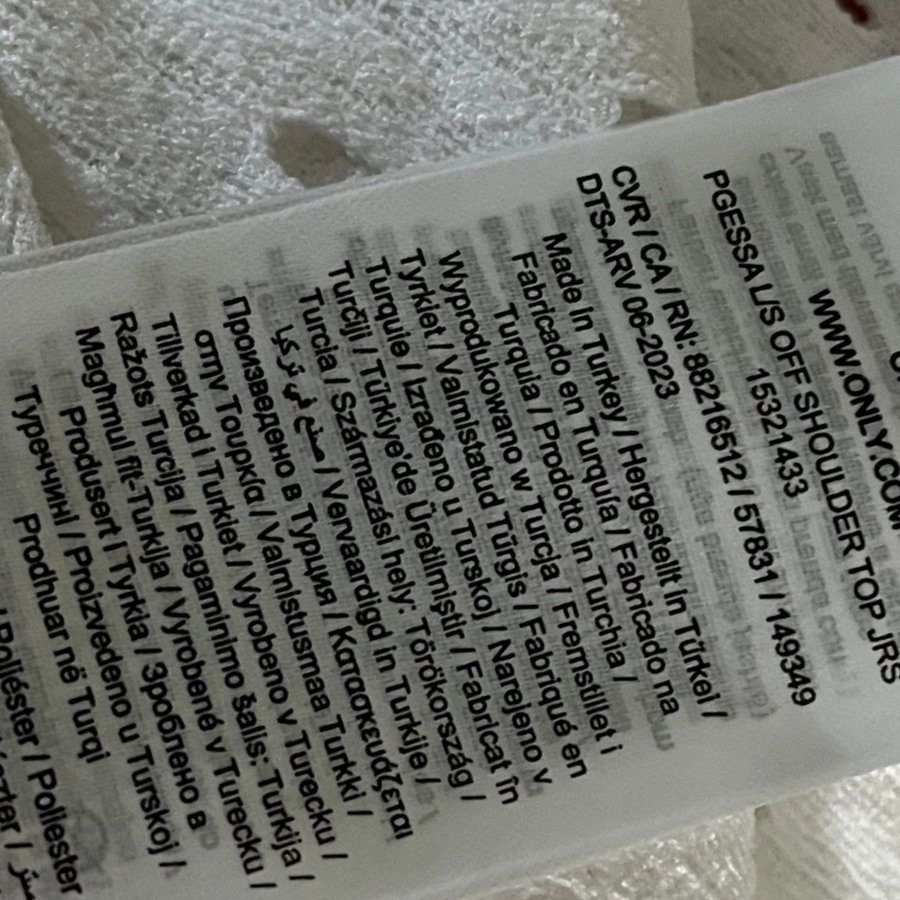 WWW.ONLY.COM
PGESSA L/S OFF SHOULDER TOP JRS
15321433
CVR / CA / RN: 88216512 / 57831 / 149349
DTS-ARV 06-2023
Made in Turkey / Hergestellt in Türkei /
Fabricado en Turquía / Fabricado na
Turquia / Prodotto in Turchia /
Wyprodukowano w Turcja / Fremstillet i
Tyrkiet / Valmistatud Türgis / Fabriqué en
Turquie / Izrađeno u Turskoj / Narejeno v
Turčiji / Türkiye'de Üretilmiştir / Fabricat în
Turcia / Származási hely: Törökország /
صنع في تركيا / Vervaardigd in Turkije /
Произведено в Турция / Κατασκευάζεται
στην Τουρκία / Valmistusmaa Turkki /
Tillverkad i Turkiet / Vyrobeno v Turecku /
Ražots Turcija / Pagaminimo šalis: Turkija /
Magħmul fit-Turkija / Vyrobené v Turecku /
Produsert i Tyrkia / Зроблено в
Туреччині / Proizvedeno u Turskoj /
Prodhuar në Turqi
Poliéster / Poliester